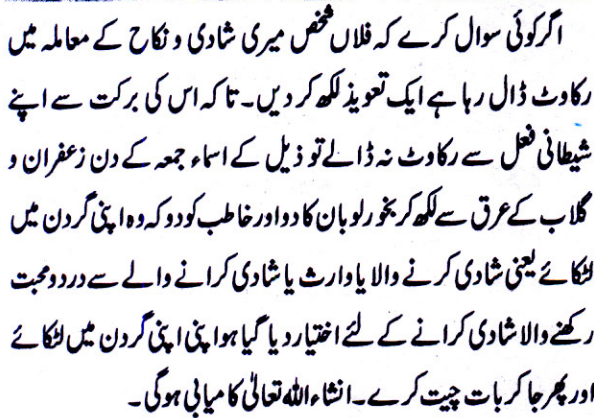 اگر کوئی سوال کرے کہ فلاں شخص میری شادی و نکاح کے معاملہ میں
رکاوٹ ڈال رہا ہے ایک تعویذ لکھ کر دیں۔ تا کہ اس کی برکت سے اپنے
شیطانی فعل سے رکاوٹ نہ ڈالے تو ذیل کے اسماء جمعہ کے دن زعفران و
گلاب کے عرق سے لکھ کر بخور لوبان کا دو اور خاطب کو دو کہ وہ اپنی گردن میں
لٹکائے یعنی شادی کرنے والا یا وارث یا شادی کرانے والے سے درد و محبت
رکھنے والا شادی کرانے کے لئے اختیار دیا گیا ہو اپنی اپنی گردن میں لٹکائے
اور پھر جا کر بات چیت کرے۔ انشاء اللہ تعالیٰ کامیابی ہوگی۔